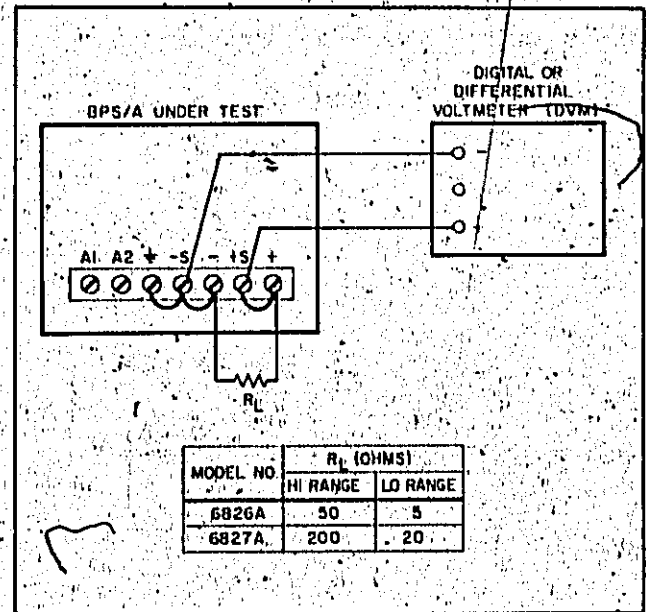 DIGITAL OR
DIFFERENTIAL
VOLTMETER (DVM)
BPS/A UNDER TEST
-
A1 A2 ⏚ -S - +S +
RL
MODEL NO. RL (OHMS)
HI RANGE LO RANGE
6826A 50 5
6827A 200 20